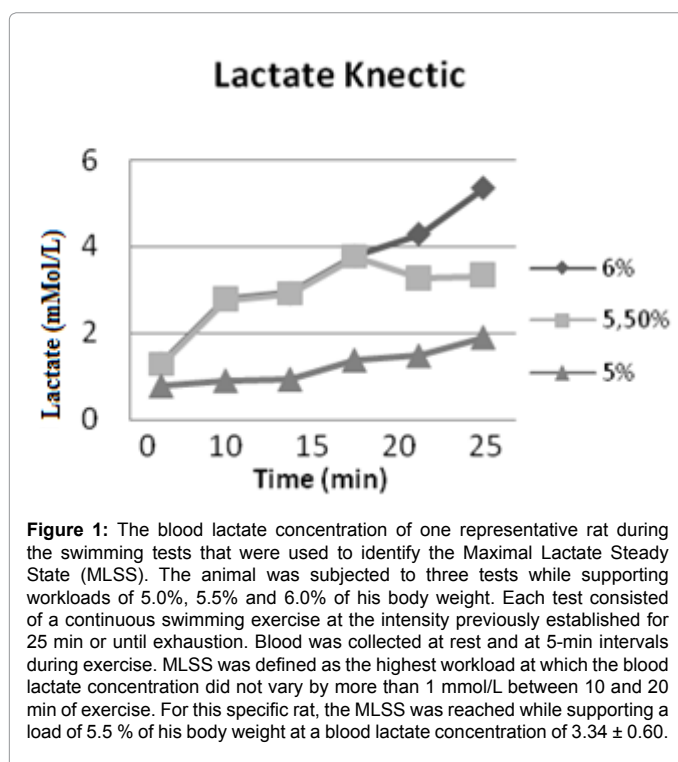 Lactate Knectic
6
4
2
0
Lactate (mMol/L)
0 10 15 20 25
Time (min)
6%
5,50%
5%
Figure 1: The blood lactate concentration of one representative rat during
the swimming tests that were used to identify the Maximal Lactate Steady
State (MLSS). The animal was subjected to three tests while supporting
workloads of 5.0%, 5.5% and 6.0% of his body weight. Each test consisted
of a continuous swimming exercise at the intensity previously established for
25 min or until exhaustion. Blood was collected at rest and at 5-min intervals
during exercise. MLSS was defined as the highest workload at which the blood
lactate concentration did not vary by more than 1 mmol/L between 10 and 20
min of exercise. For this specific rat, the MLSS was reached while supporting a
load of 5.5 % of his body weight at a blood lactate concentration of 3.34 ± 0.60.